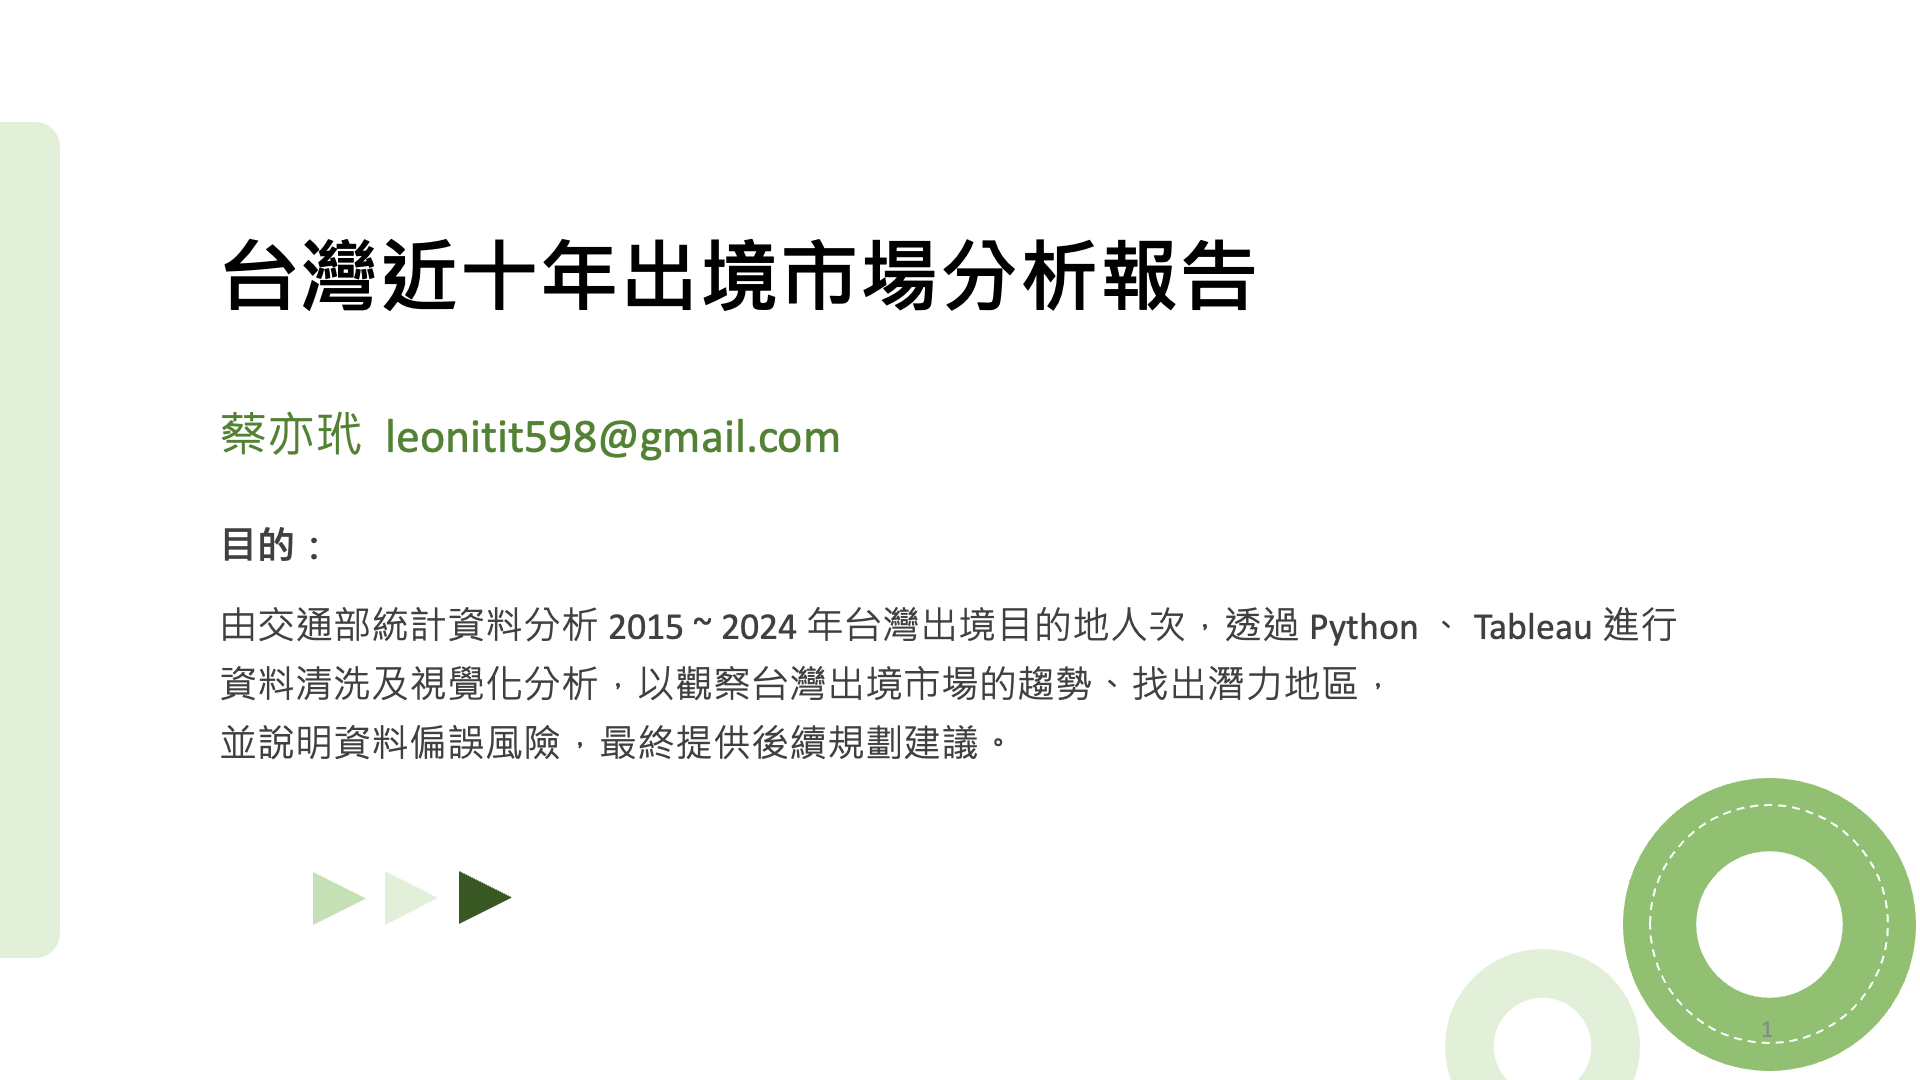 台灣近十年出境市場分析報告
蔡亦玳 leonitit598@gmail.com
目的：
由交通部統計資料分析 2015 ~ 2024 年台灣出境目的地人次，透過 Python 、 Tableau 進行
資料清洗及視覺化分析，以觀察台灣出境市場的趨勢、找出潛力地區，
並說明資料偏誤風險，最終提供後續規劃建議。
1